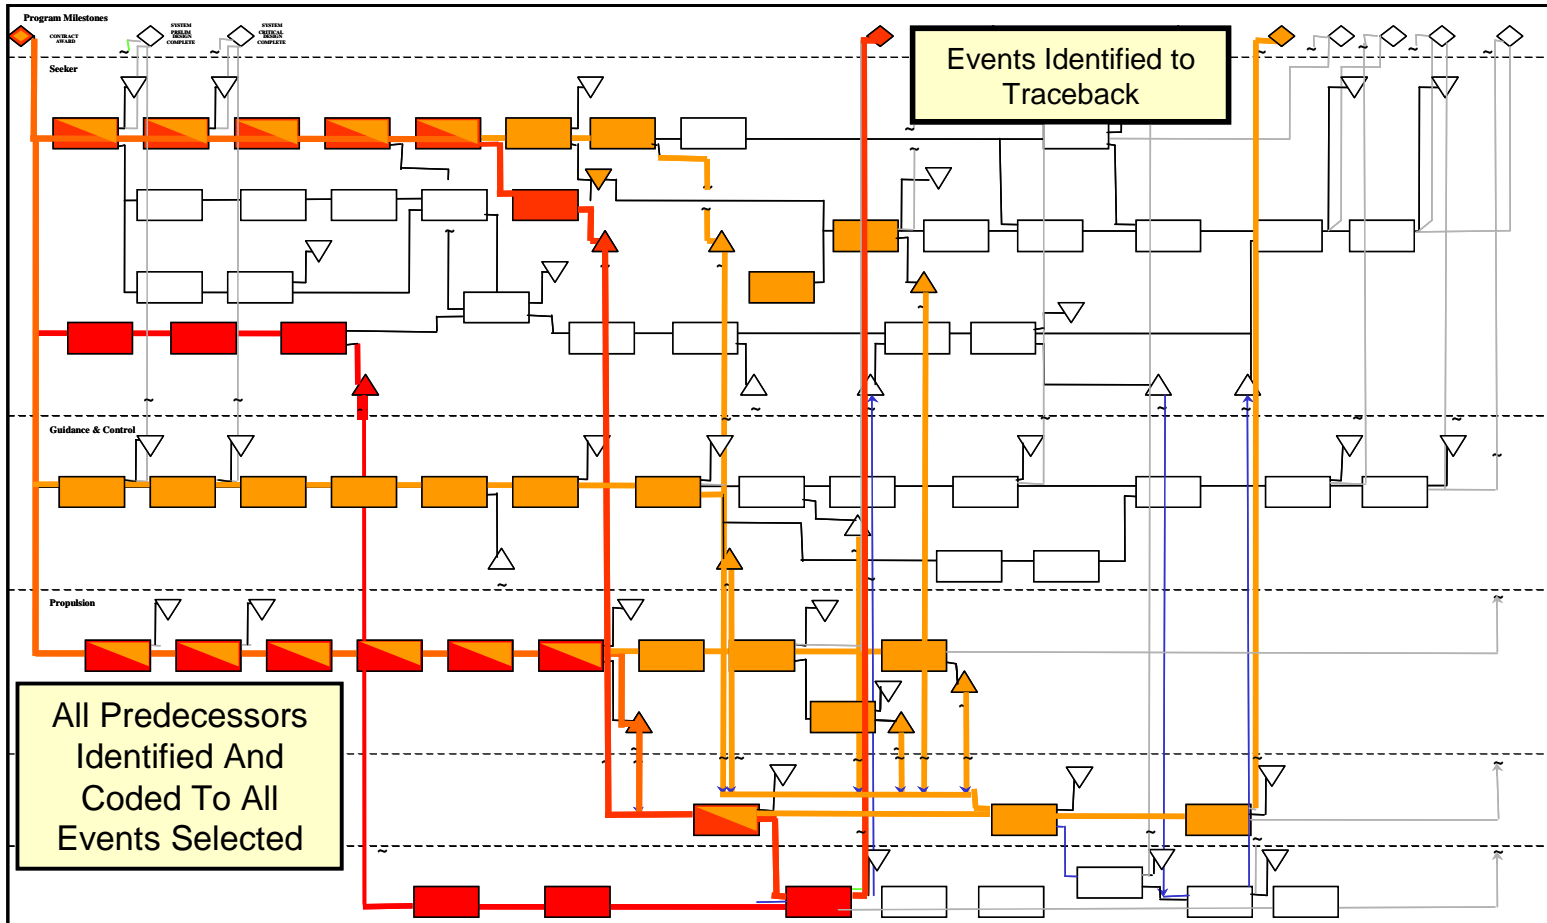 Program Milestones
CONTRACT
AWARD
SYSTEM
PRELIM
DESIGN
COMPLETE
SYSTEM
CRITICAL
DESIGN
COMPLETE
Events Identified to
Traceback
Seeker
Guidance & Control
Propulsion
All Predecessors
Identified And
Coded To All
Events Selected